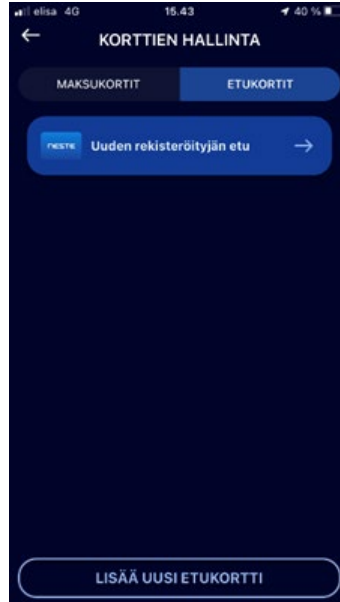 elisa 4G 15.43 40 %
KORTTIEN HALLINTA
MAKSUKORTIT ETUKORTIT
NESTE Uuden rekisteröityjän etu
LISÄÄ UUSI ETUKORTTI